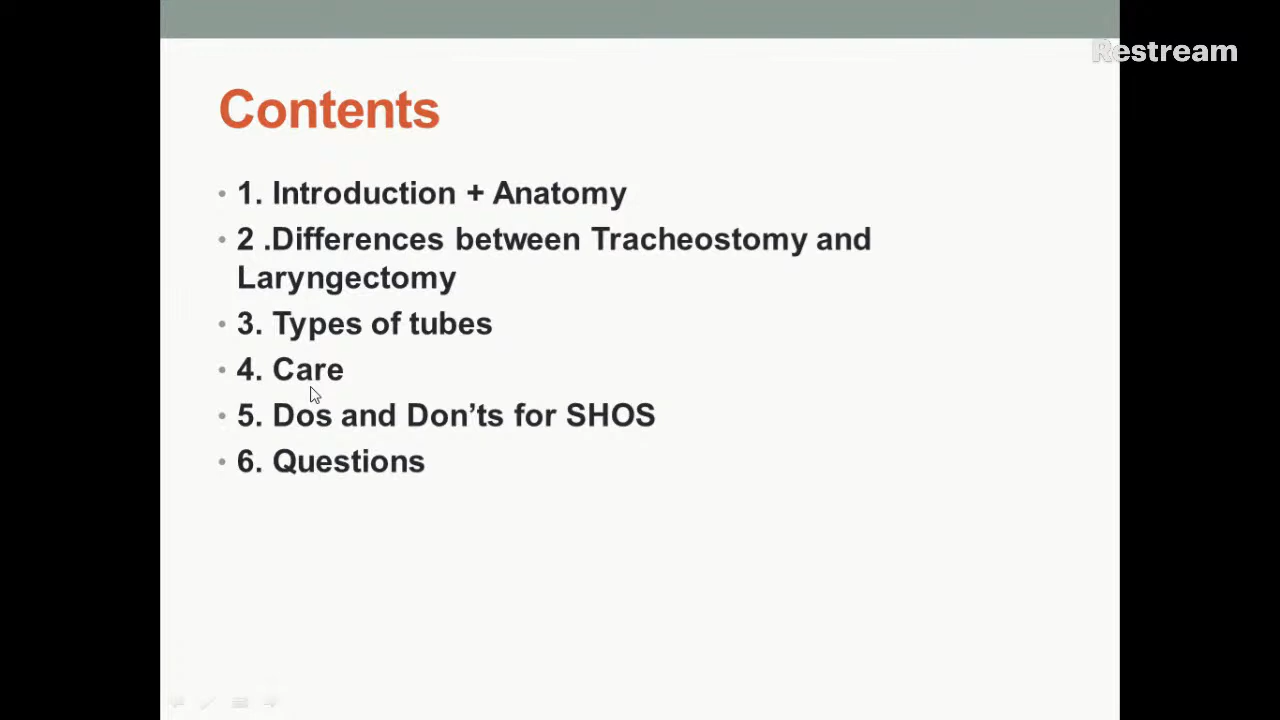 Restream
Contents
• 1. Introduction + Anatomy
• 2 .Differences between Tracheostomy and
Laryngectomy
• 3. Types of tubes
• 4. Care
• 5. Dos and Don’ts for SHOS
• 6. Questions